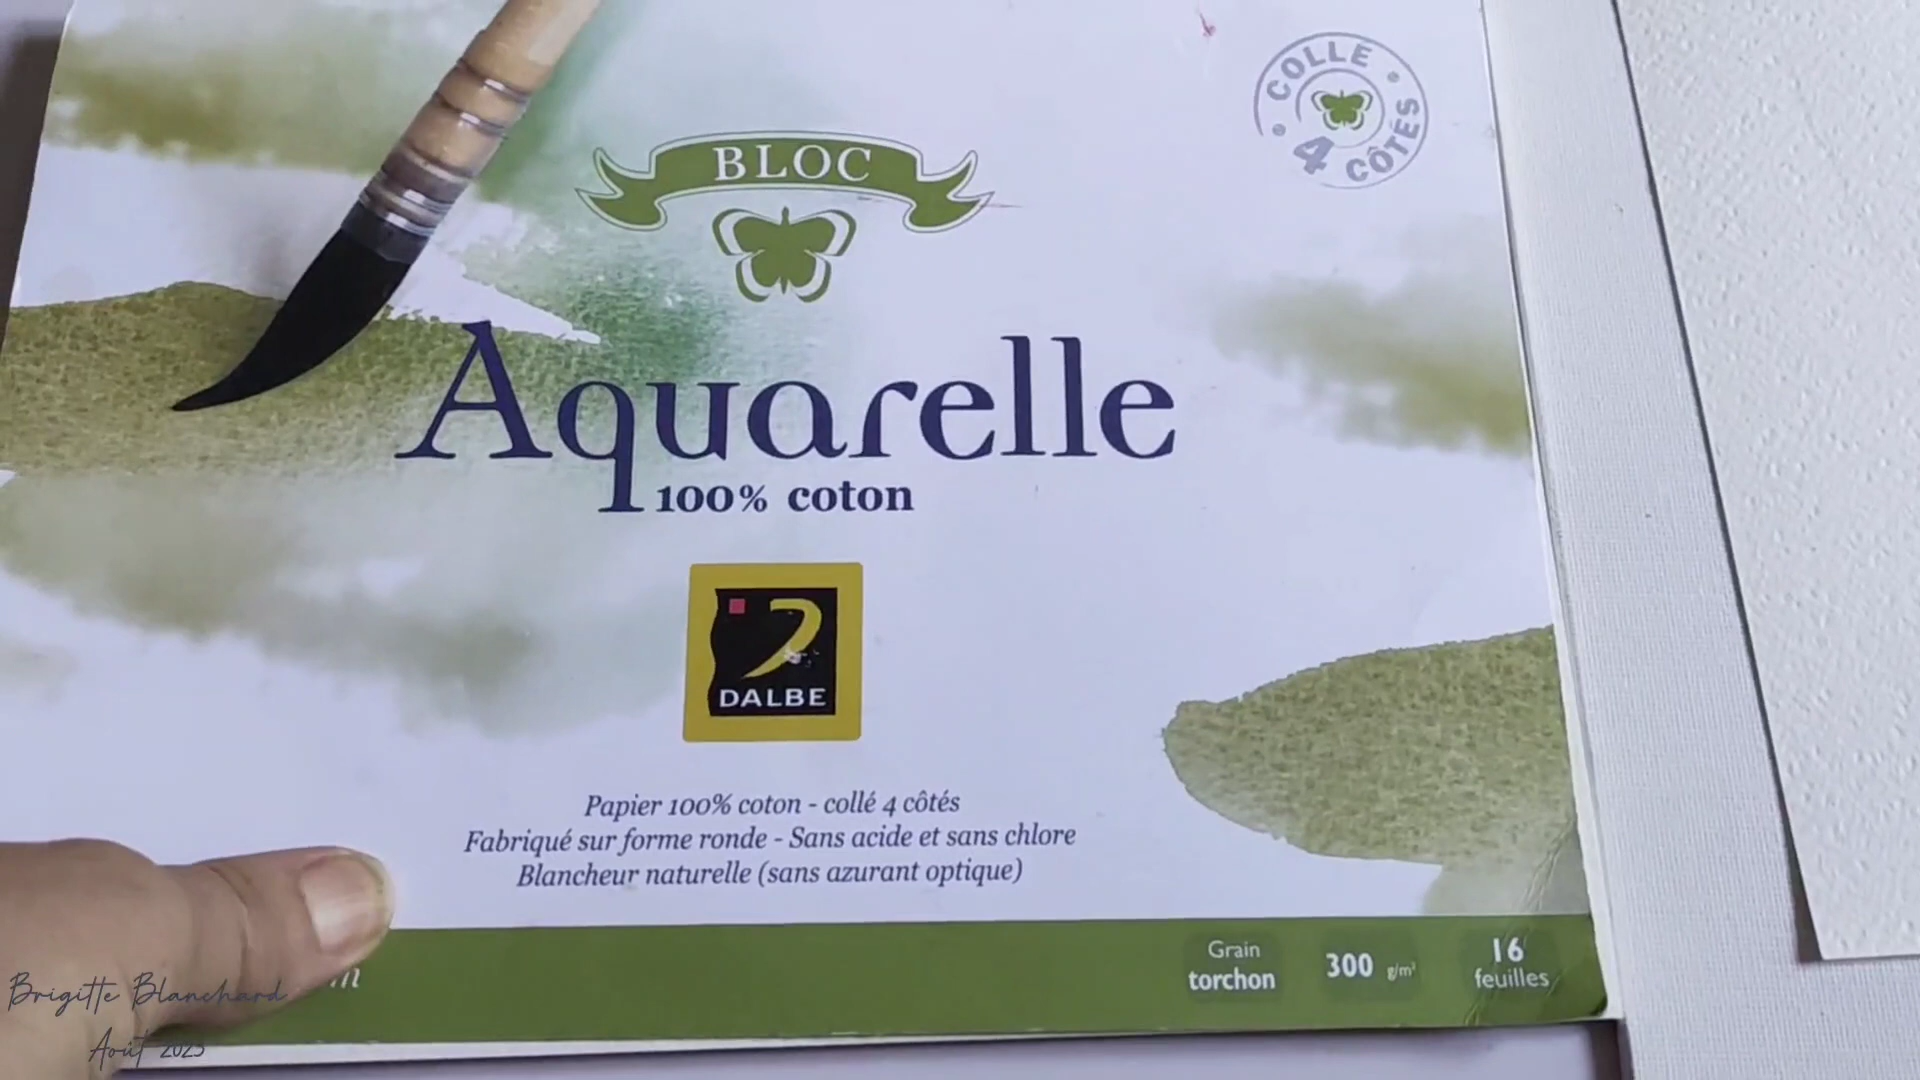 COLLÉ 4 CÔTÉS
BLOC
Aquarelle
100% coton
DALBE
Papier 100% coton - collé 4 côtés
Fabriqué sur forme ronde - Sans acide et sans chlore
Blancheur naturelle (sans azurant optique)
Grain
torchon
300 g/m²
16
feuilles
Brigitte Blanchard
Août 2025